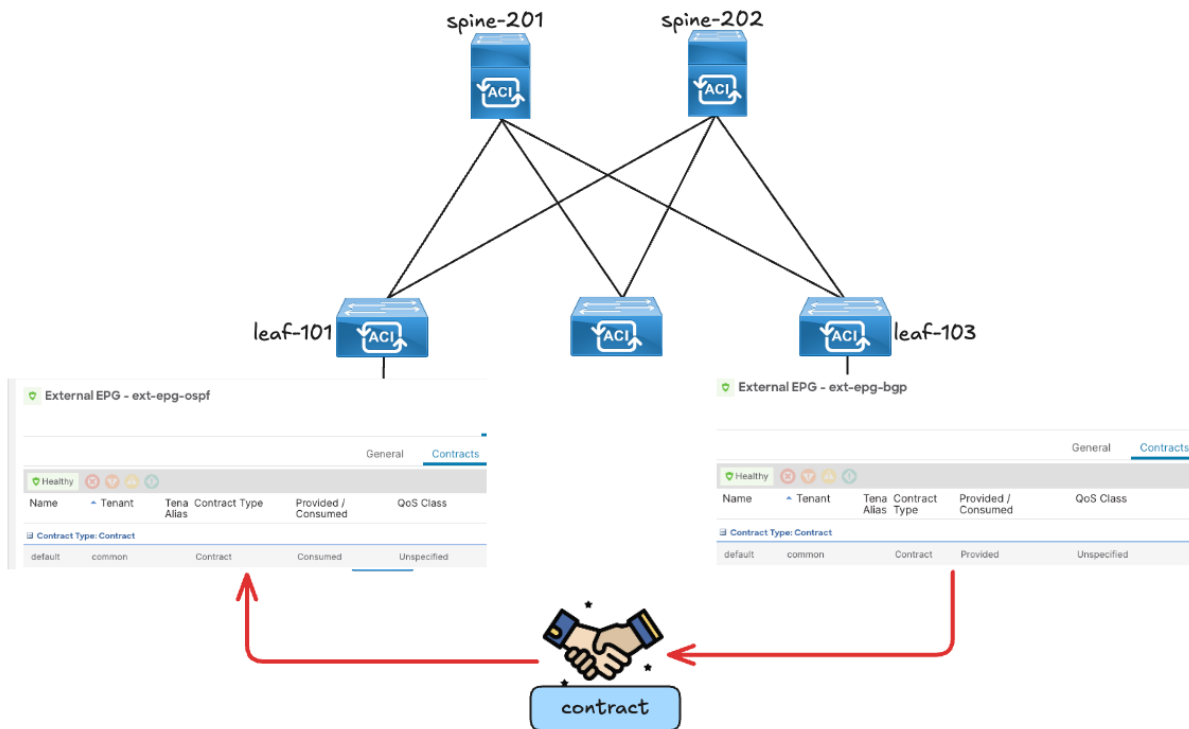 spine-201
spine-202
ACI
ACI
leaf-101
ACI
ACI
ACI
leaf-103
External EPG - ext-epg-ospf
General
Contracts
Healthy
Name
Tenant
Tena Alias
Contract Type
Provided / Consumed
QoS Class
Contract Type: Contract
default
common
Contract
Consumed
Unspecified
External EPG - ext-epg-bgp
General
Contracts
Healthy
Name
Tenant
Tena Alias
Contract Type
Provided / Consumed
QoS Class
Contract Type: Contract
default
common
Contract
Provided
Unspecified
contract